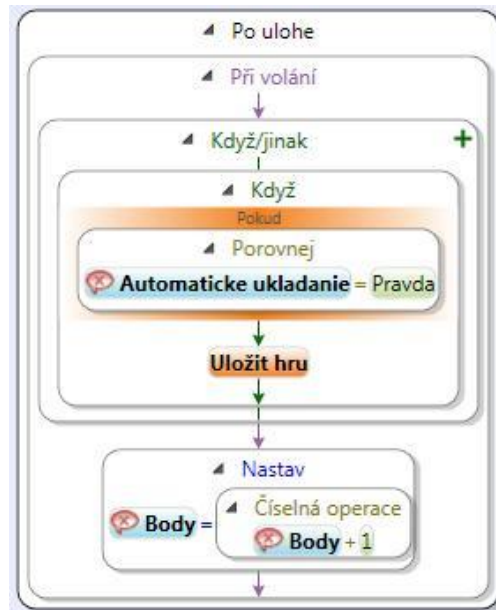 Po ulohe
Při volání
Když/jinak
Když
Pokud
Porovnej
Automaticke ukladanie = Pravda
Uložit hru
Nastav
Číselná operace
Body =
Body + 1